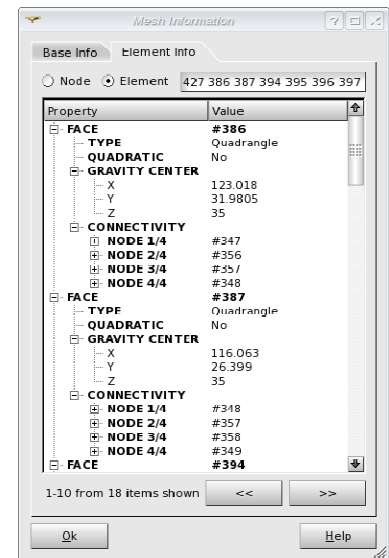 Mesh Information
Base Info Element Info
Node Element 427 386 387 394 395 396 397
Property Value
FACE #386
TYPE Quadrangle
QUADRATIC No
GRAVITY CENTER
X 123.018
Y 31.9805
Z 35
CONNECTIVITY
NODE 1/4 #347
NODE 2/4 #356
NODE 3/4 #357
NODE 4/4 #348
FACE #387
TYPE Quadrangle
QUADRATIC No
GRAVITY CENTER
X 116.063
Y 26.399
Z 35
CONNECTIVITY
NODE 1/4 #348
NODE 2/4 #357
NODE 3/4 #358
NODE 4/4 #349
FACE #394
1-10 from 18 items shown << >>
Ok Help